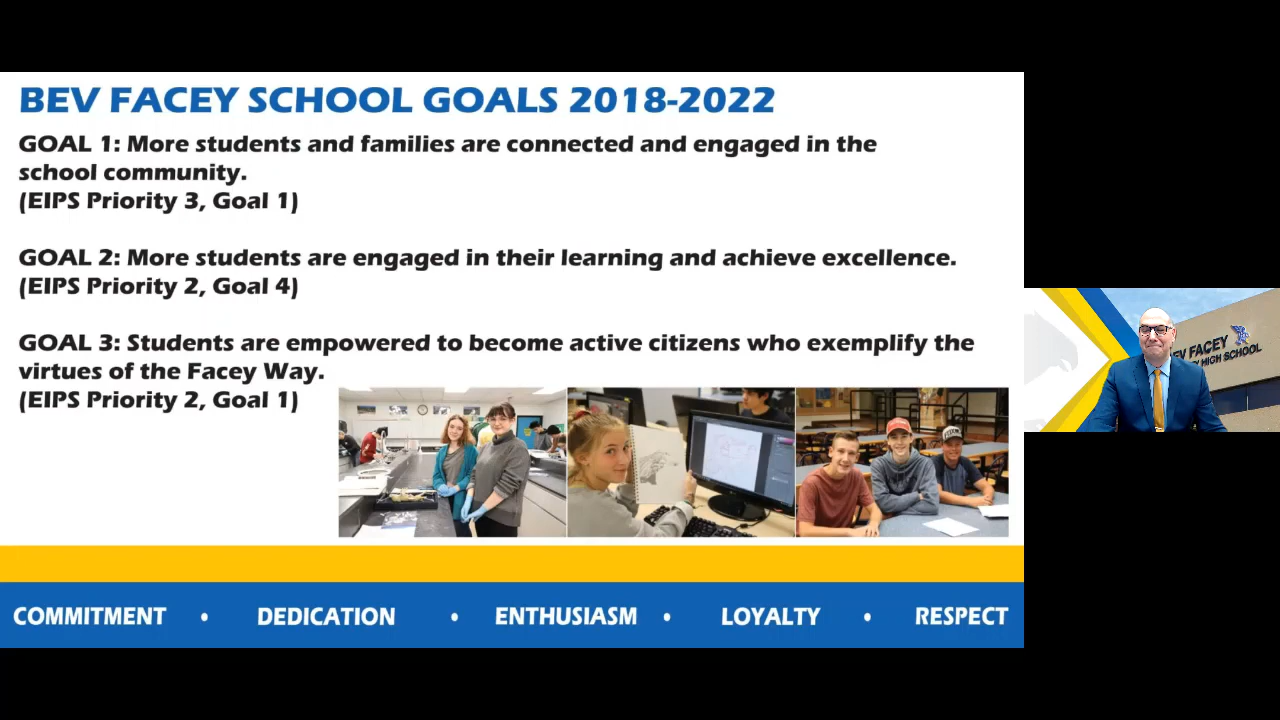 BEV FACEY SCHOOL GOALS 2018-2022
GOAL 1: More students and families are connected and engaged in the
school community.
(EIPS Priority 3, Goal 1)
GOAL 2: More students are engaged in their learning and achieve excellence.
(EIPS Priority 2, Goal 4)
GOAL 3: Students are empowered to become active citizens who exemplify the
virtues of the Facey Way.
(EIPS Priority 2, Goal 1)
COMMITMENT • DEDICATION • ENTHUSIASM • LOYALTY • RESPECT
EV FACEY
HIGH SCHOOL